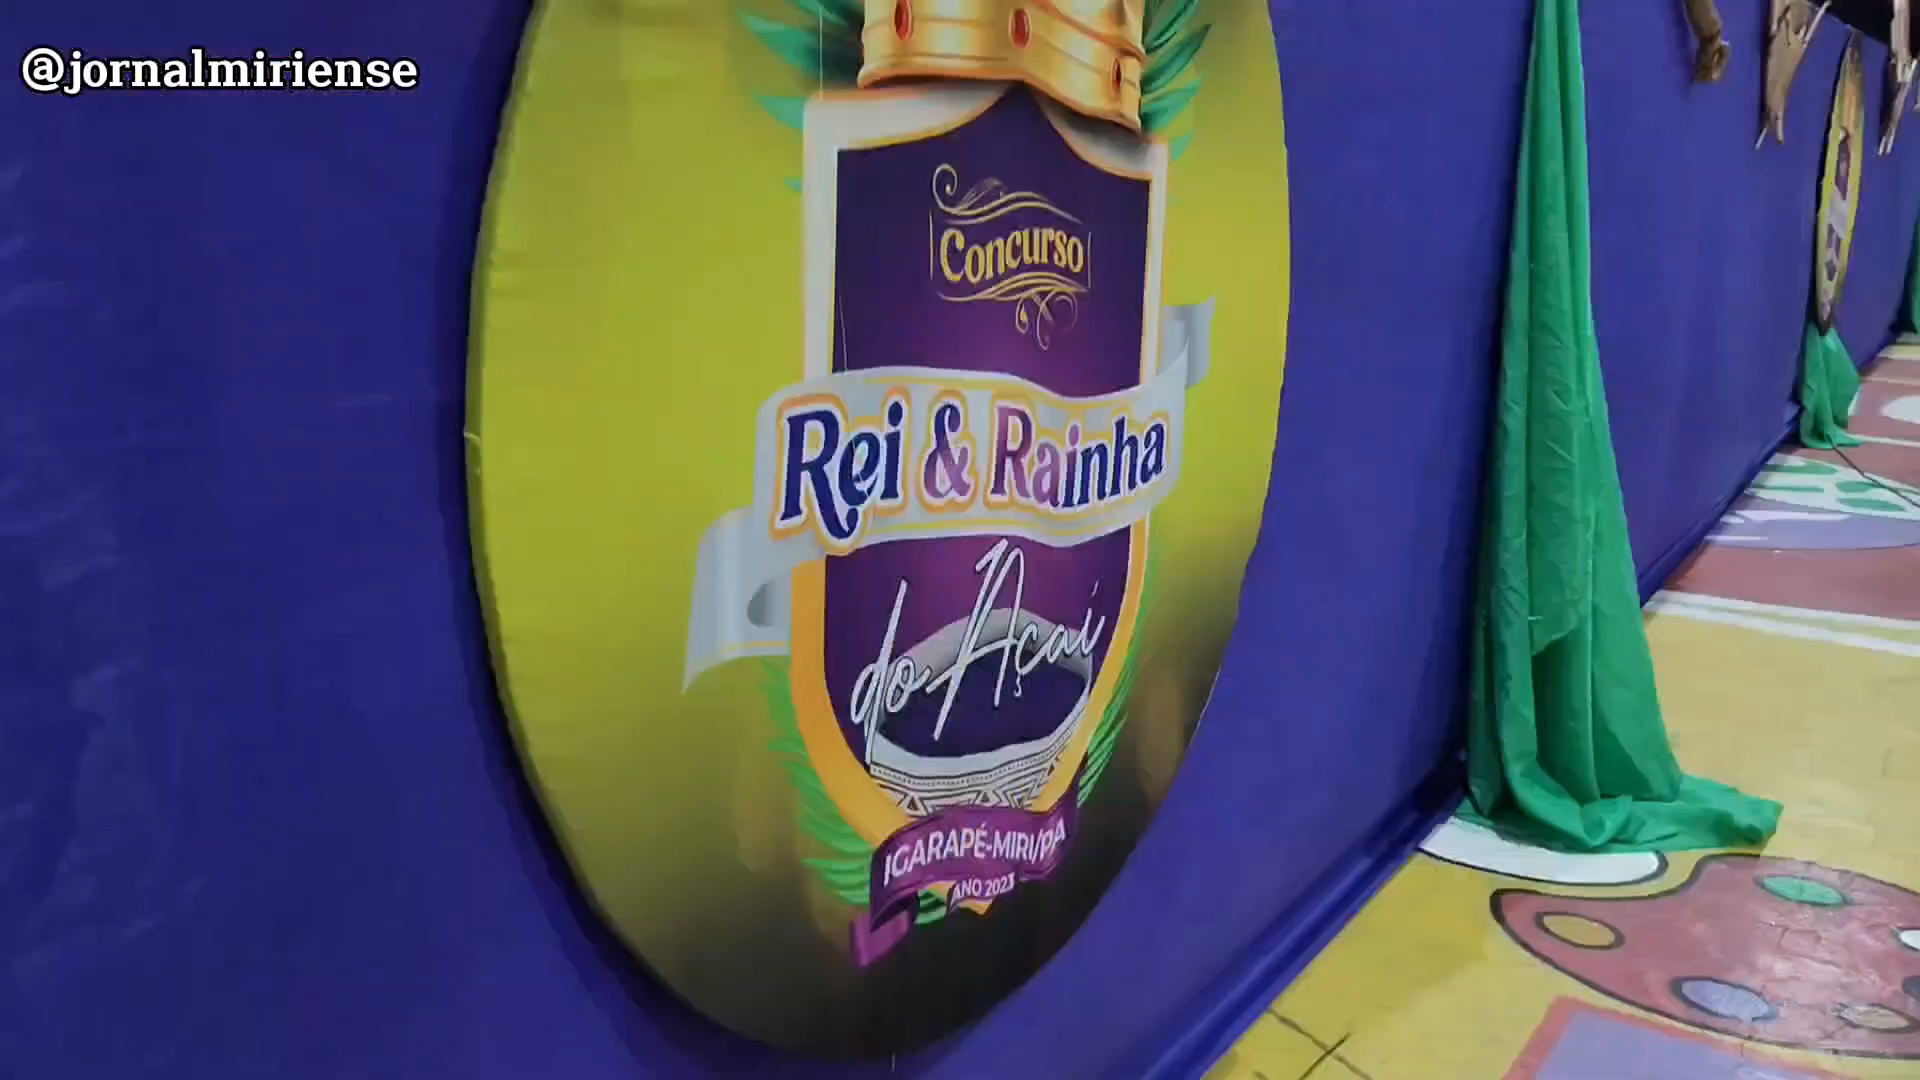 @jornalmiriense
Concurso
Rei & Rainha
do Açaí
IGARAPÉ-MIRI/PA
ANO 2023